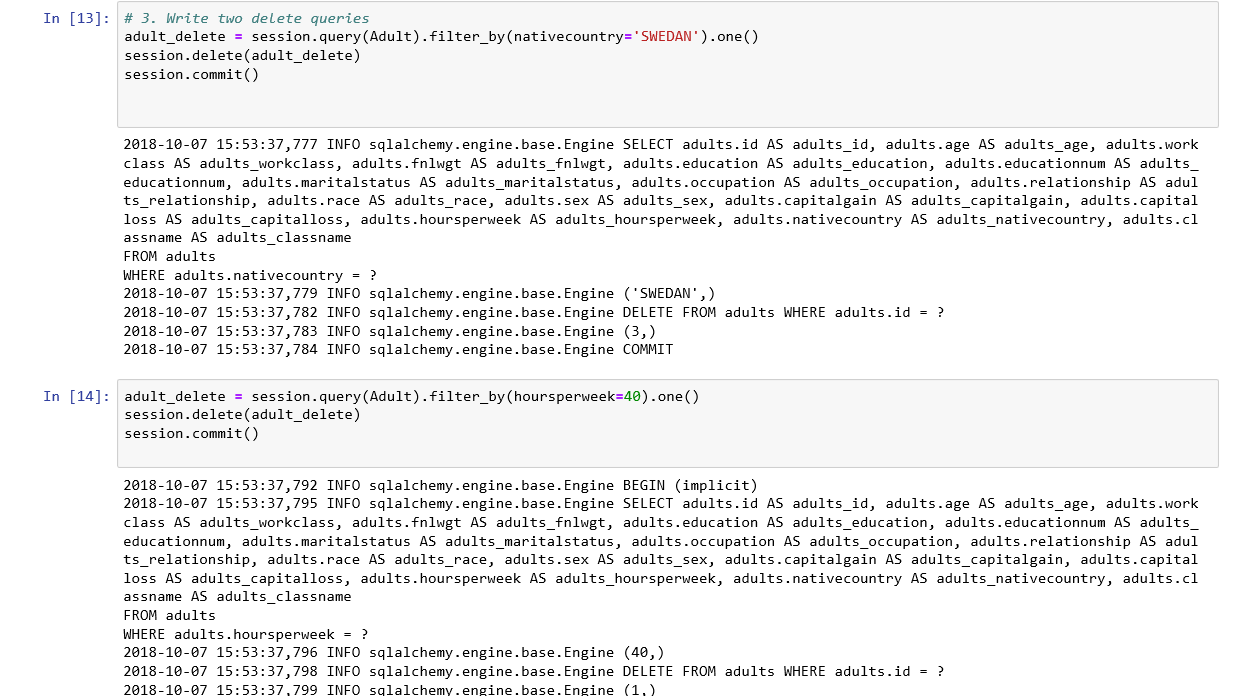 In [13]: # 3. Write two delete queries
adult_delete = session.query(Adult).filter_by(nativecountry='SWEDAN').one()
session.delete(adult_delete)
session.commit()
2018-10-07 15:53:37,777 INFO sqlalchemy.engine.base.Engine SELECT adults.id AS adults_id, adults.age AS adults_age, adults.work
class AS adults_workclass, adults.fnlwgt AS adults_fnlwgt, adults.education AS adults_education, adults.educationnum AS adults_
educationnum, adults.maritalstatus AS adults_maritalstatus, adults.occupation AS adults_occupation, adults.relationship AS adul
ts_relationship, adults.race AS adults_race, adults.sex AS adults_sex, adults.capitalgain AS adults_capitalgain, adults.capital
loss AS adults_capitalloss, adults.hoursperweek AS adults_hoursperweek, adults.nativecountry AS adults_nativecountry, adults.cl
assname AS adults_classname
FROM adults
WHERE adults.nativecountry = ?
2018-10-07 15:53:37,779 INFO sqlalchemy.engine.base.Engine ('SWEDAN',)
2018-10-07 15:53:37,782 INFO sqlalchemy.engine.base.Engine DELETE FROM adults WHERE adults.id = ?
2018-10-07 15:53:37,783 INFO sqlalchemy.engine.base.Engine (3,)
2018-10-07 15:53:37,784 INFO sqlalchemy.engine.base.Engine COMMIT
In [14]: adult_delete = session.query(Adult).filter_by(hoursperweek=40).one()
session.delete(adult_delete)
session.commit()
2018-10-07 15:53:37,792 INFO sqlalchemy.engine.base.Engine BEGIN (implicit)
2018-10-07 15:53:37,795 INFO sqlalchemy.engine.base.Engine SELECT adults.id AS adults_id, adults.age AS adults_age, adults.work
class AS adults_workclass, adults.fnlwgt AS adults_fnlwgt, adults.education AS adults_education, adults.educationnum AS adults_
educationnum, adults.maritalstatus AS adults_maritalstatus, adults.occupation AS adults_occupation, adults.relationship AS adul
ts_relationship, adults.race AS adults_race, adults.sex AS adults_sex, adults.capitalgain AS adults_capitalgain, adults.capital
loss AS adults_capitalloss, adults.hoursperweek AS adults_hoursperweek, adults.nativecountry AS adults_nativecountry, adults.cl
assname AS adults_classname
FROM adults
WHERE adults.hoursperweek = ?
2018-10-07 15:53:37,796 INFO sqlalchemy.engine.base.Engine (40,)
2018-10-07 15:53:37,798 INFO sqlalchemy.engine.base.Engine DELETE FROM adults WHERE adults.id = ?
2018-10-07 15:53:37,799 INFO sqlalchemy.engine.base.Engine (1,)